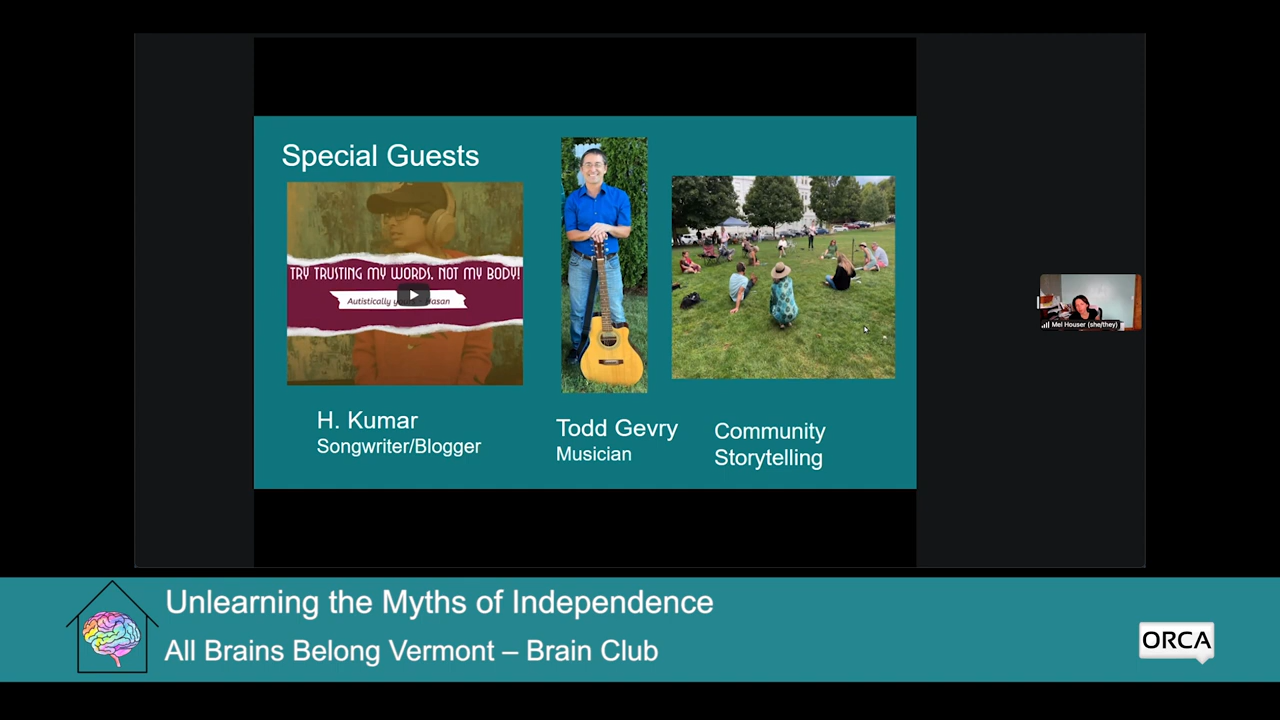 Special Guests
TRY TRUSTING MY WORDS, NOT MY BODY!
Autistically
H. Kumar
Songwriter/Blogger
Todd Gevry
Musician
Community
Storytelling
Mel Houser (she/they)
Unlearning the Myths of Independence
All Brains Belong Vermont – Brain Club
ORCA